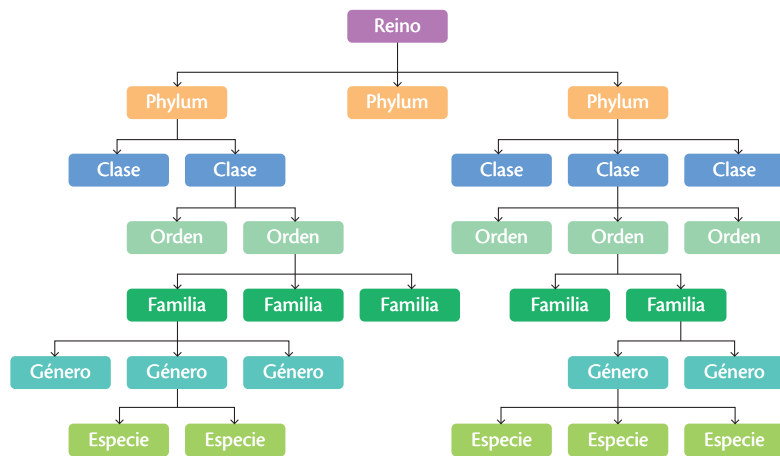 Reino
Phylum Phylum Phylum
Clase Clase Clase Clase Clase
Orden Orden Orden Orden Orden
Familia Familia Familia Familia Familia
Género Género Género Género Género
Especie Especie Especie Especie Especie